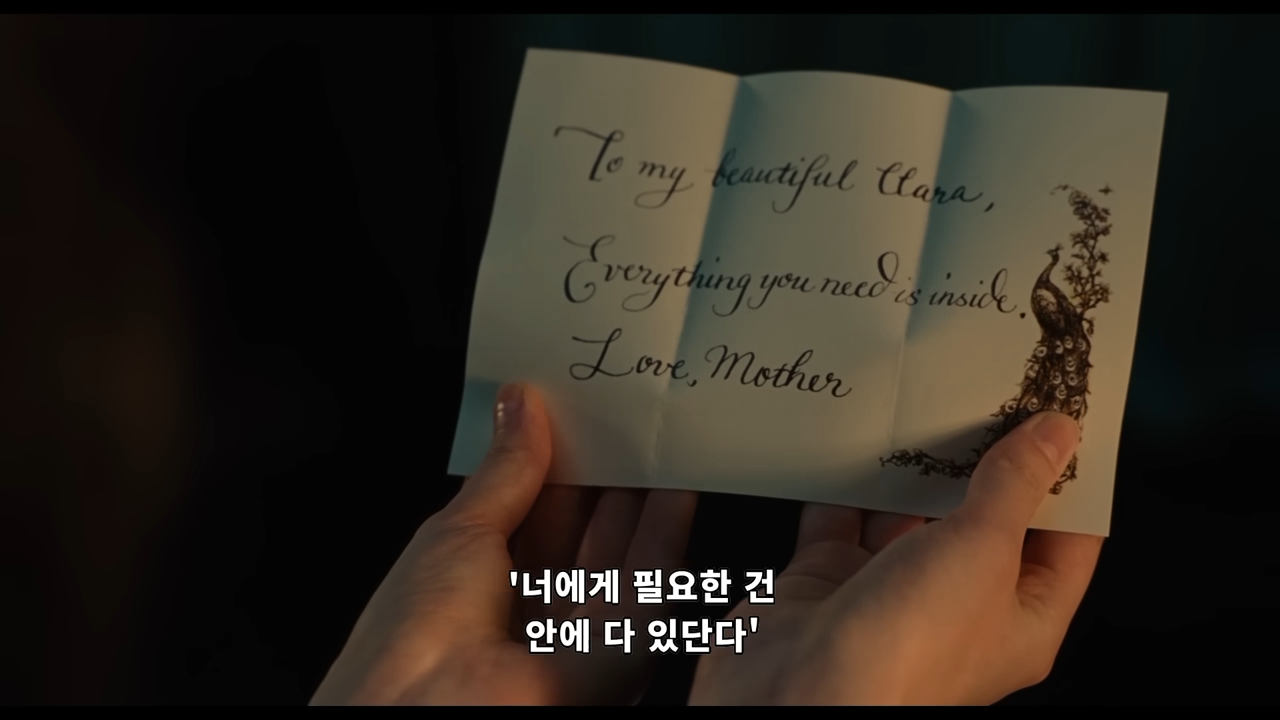 To my beautiful Clara,
Everything you need is inside.
Love, Mother
'너에게 필요한 건
안에 다 있단다'